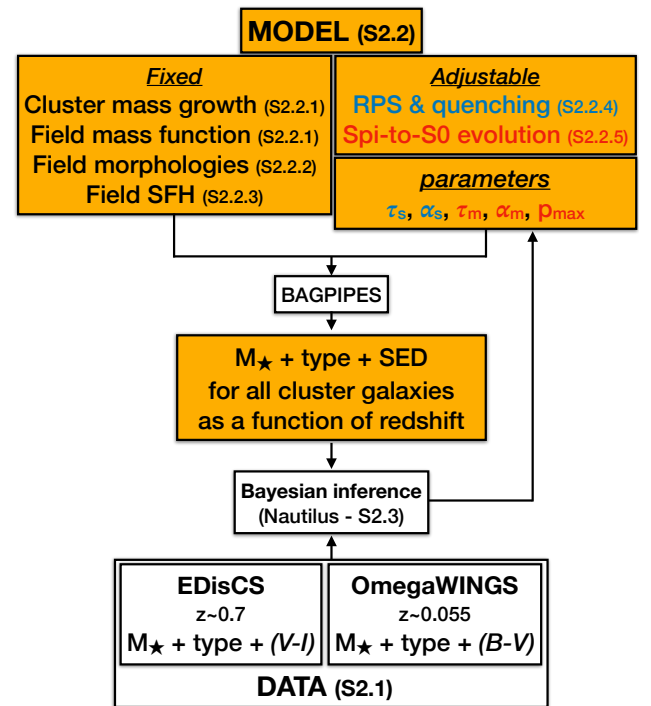 MODEL (S2.2)
Fixed
Cluster mass growth (S2.2.1)
Field mass function (S2.2.1)
Field morphologies (S2.2.2)
Field SFH (S2.2.3)
Adjustable
RPS & quenching (S2.2.4)
Spi-to-S0 evolution (S2.2.5)
parameters
τs, αs, τm, αm, pmax
BAGPIPES
M★ + type + SED
for all cluster galaxies
as a function of redshift
Bayesian inference
(Nautilus - S2.3)
EDisCS
z~0.7
M★ + type + (V-I)
OmegaWINGS
z~0.055
M★ + type + (B-V)
DATA (S2.1)